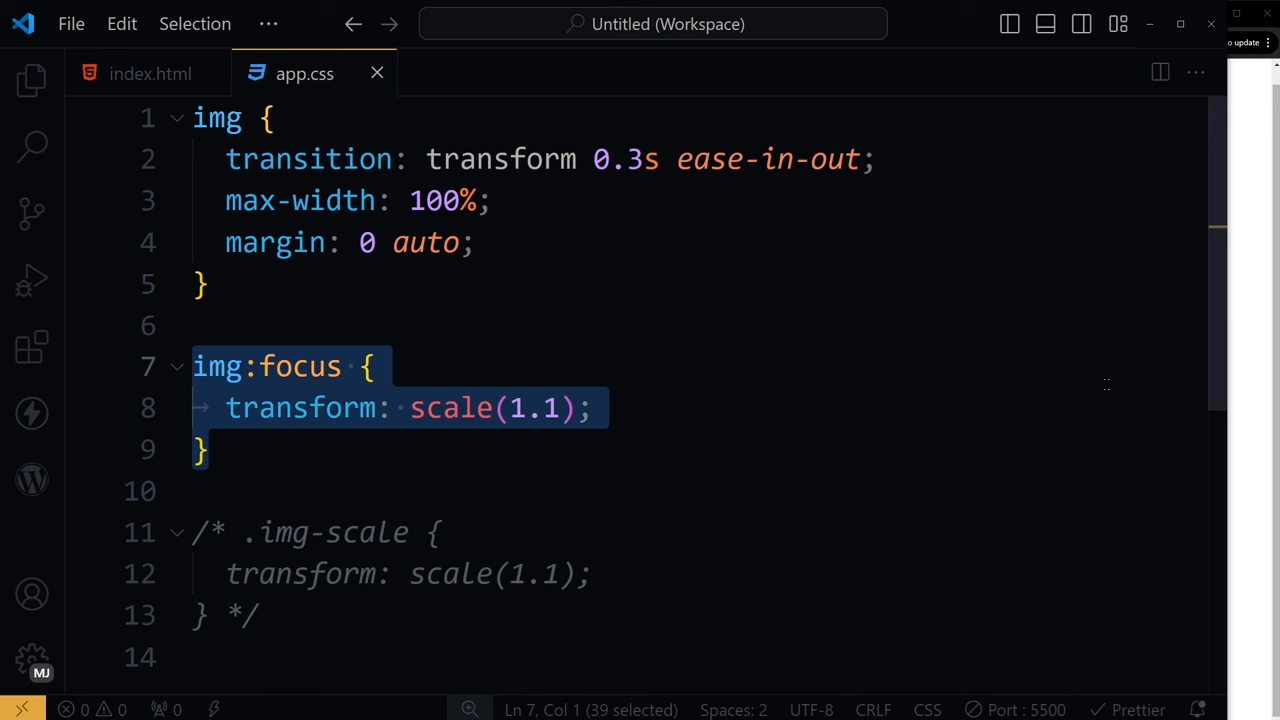 File Edit Selection ··· Untitled (Workspace)
o update
index.html app.css
1 img {
2 transition: transform 0.3s ease-in-out;
3 max-width: 100%;
4 margin: 0 auto;
5 }
6
7 img:focus {
8 transform: scale(1.1);
9 }
10
11 /* .img-scale {
12 transform: scale(1.1);
13 } */
14
MJ
0 0 0 Ln 7, Col 1 (39 selected) Spaces: 2 UTF-8 CRLF CSS Port : 5500 Prettier